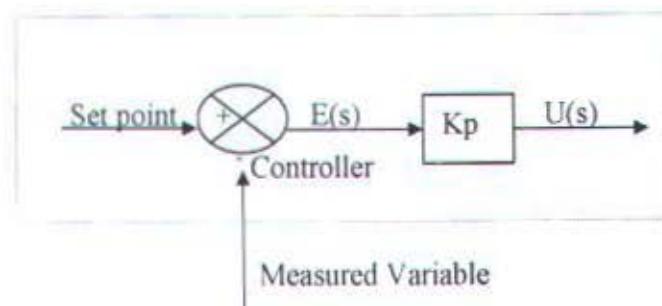 Set point
+
E(s)
Kp
U(s)
-
Controller
Measured Variable